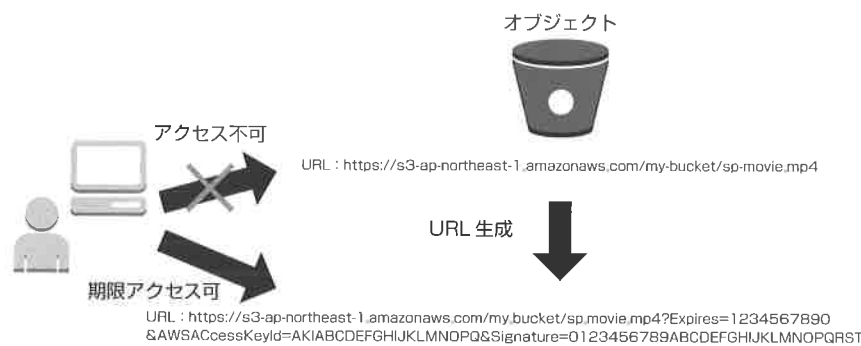 オブジェクト
アクセス不可
URL：https://s3-ap-northeast-1.amazonaws.com/my-bucket/sp-movie.mp4
URL 生成
期限アクセス可
URL：https://s3-ap-northeast-1.amazonaws.com/my.bucket/sp.movie.mp4?Expires=1234567890
&AWSACcessKeyId=AKIABCDEFGHIJKLMNOPQ&Signature=0123456789ABCDEFGHIJKLMNOPQRST